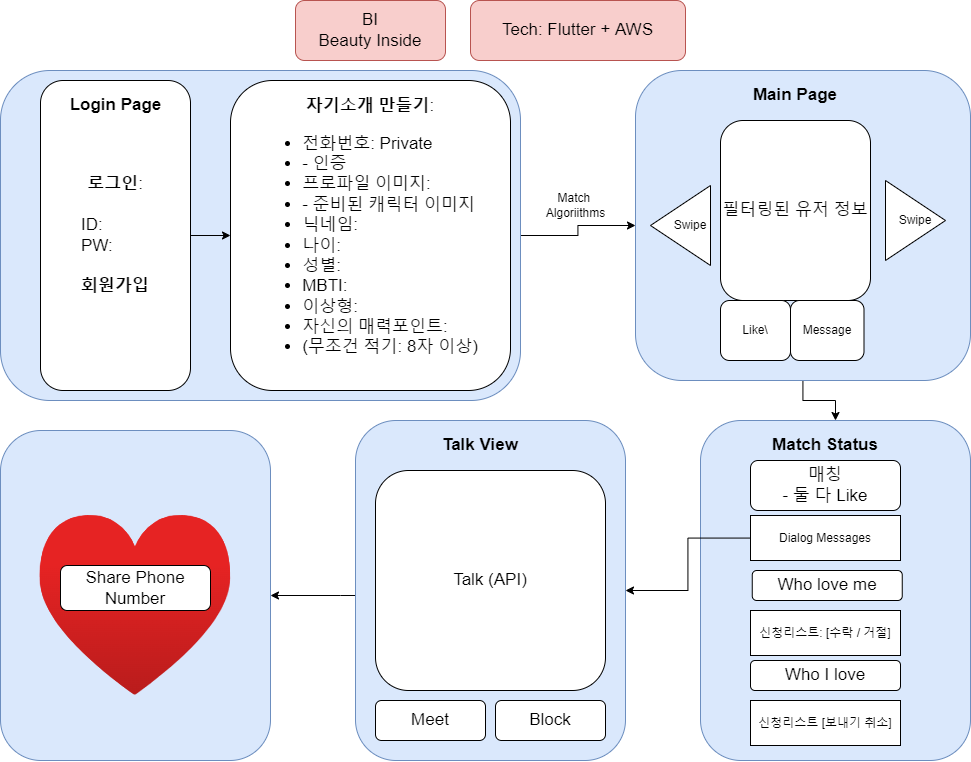 BI
Beauty Inside
Tech: Flutter + AWS
Login Page
로그인:
ID:
PW:
회원가입
자기소개 만들기:
전화번호: Private
- 인증
프로파일 이미지:
- 준비된 캐릭터 이미지
닉네임:
나이:
성별:
MBTI:
이상형:
자신의 매력포인트:
(무조건 적기: 8자 이상)
Match
Algoriithms
Main Page
Swipe
필터링된 유저 정보
Swipe
Like\
Message
Match Status
매칭
- 둘 다 Like
Dialog Messages
Who love me
신청리스트: [수락 / 거절]
Who I love
신청리스트 [보내기 취소]
Talk View
Talk (API)
Meet
Block
Share Phone
Number